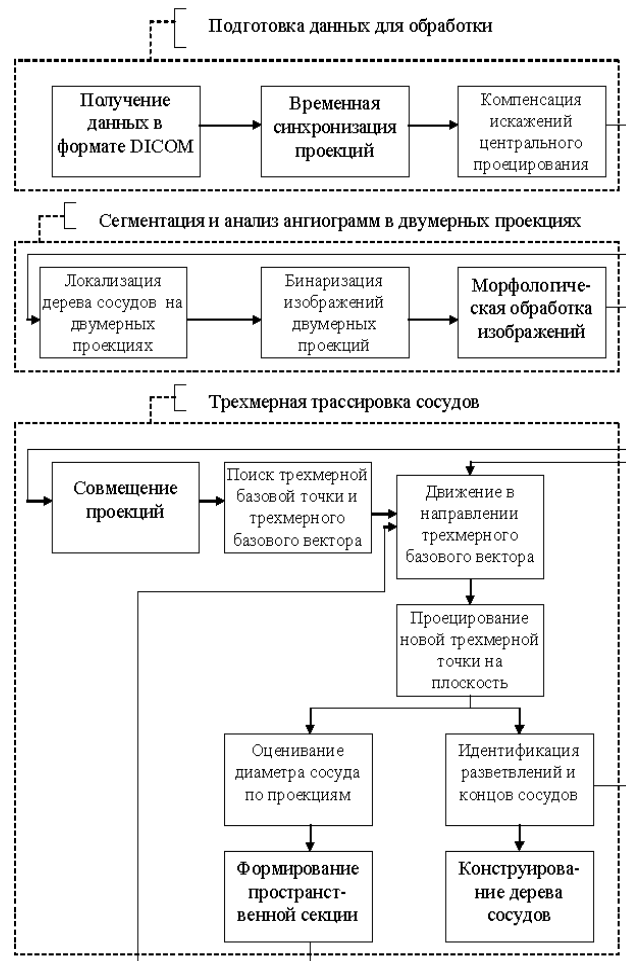 Подготовка данных для обработки
Получение
данных в
формате DICOM
Временная
синхронизация
проекций
Компенсация
искажений
центрального
проецирования
Сегментация и анализ ангиограмм в двумерных проекциях
Локализация
дерева сосудов на
двумерных
проекциях
Бинаризация
изображений
двумерных
проекций
Морфологиче-
ская обработка
изображений
Трехмерная трассировка сосудов
Совмещение
проекций
Поиск трехмерной
базовой точки и
трехмерного
базового вектора
Движение в
направлении
трехмерного
базового вектора
Проецирование
новой трехмерной
точки на
плоскость
Оценивание
диаметра сосуда
по проекциям
Идентификация
разветвлений и
концов сосудов
Формирование
пространст-
венной секции
Конструирова-
ние дерева
сосудов